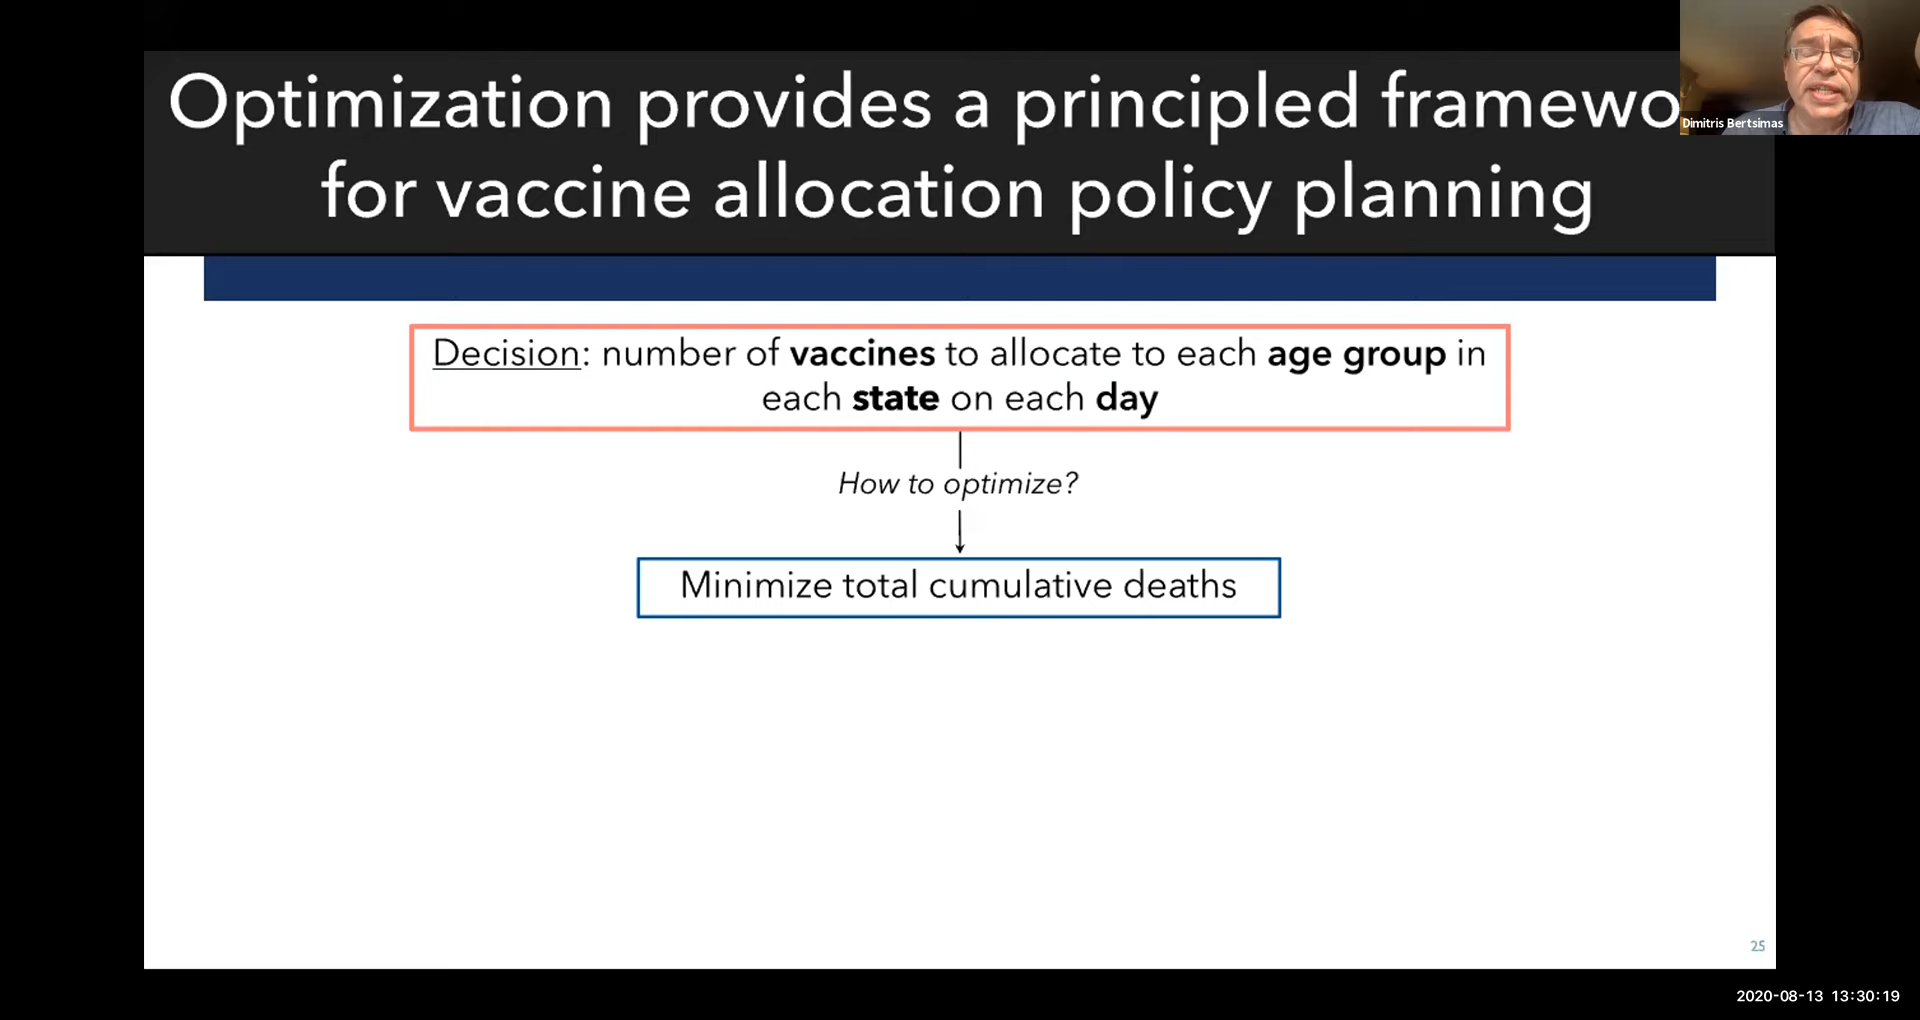 Optimization provides a principled framewo
for vaccine allocation policy planning
Dimitris Bertsimas
Decision: number of vaccines to allocate to each age group in
each state on each day
How to optimize?
Minimize total cumulative deaths
25
2020-08-13 13:30:19